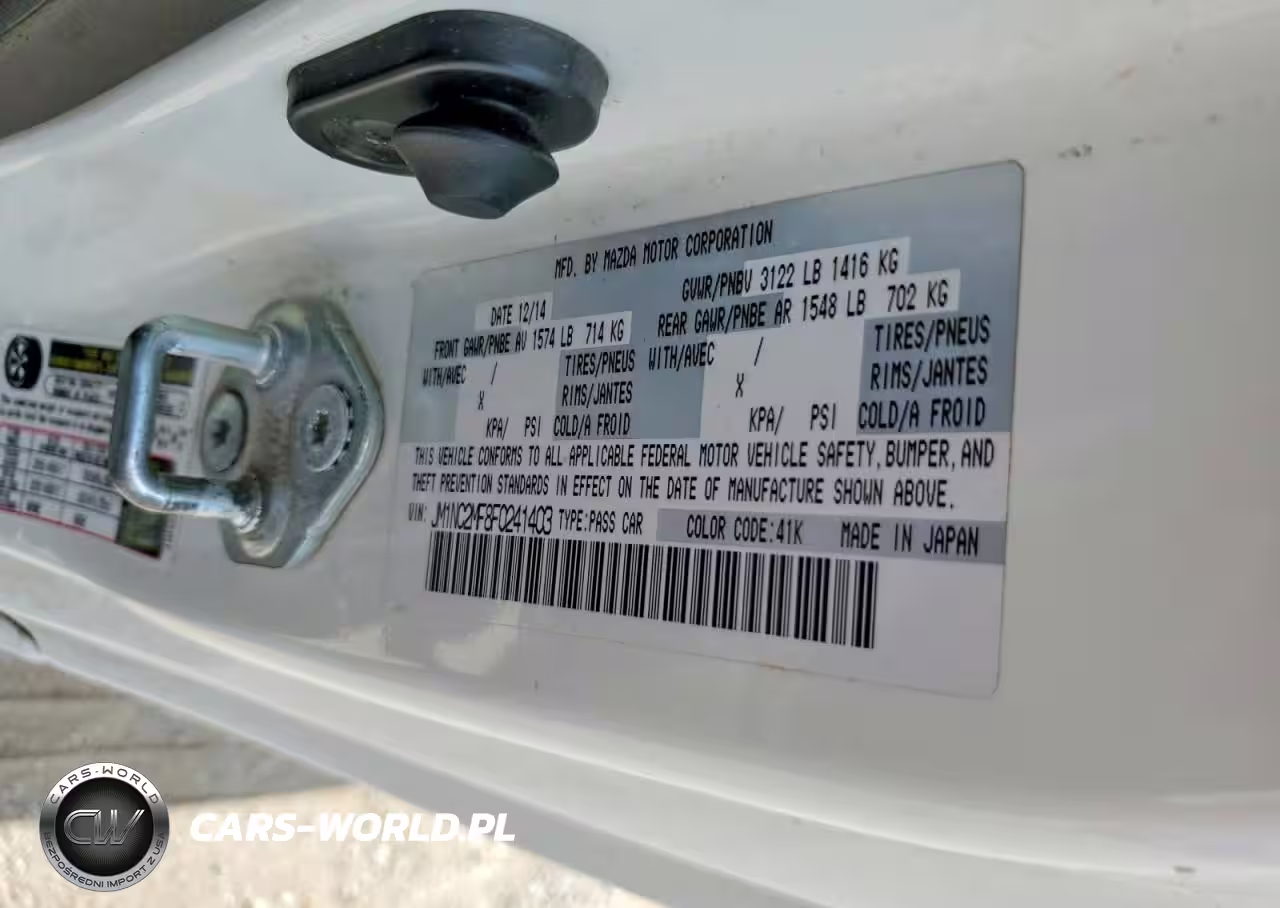 MFD. BY MAZDA MOTOR CORPORATION
DATE 12/14
GVWR/PNBV 3122 LB 1416 KG
FRONT GAWR/PNBE AV 1574 LB 714 KG
REAR GAWR/PNBE AR 1548 LB 702 KG
WITH/AVEC / TIRES/PNEUS
X RIMS/JANTES
KPA/ PSI COLD/A FROID
WITH/AVEC / TIRES/PNEUS
X RIMS/JANTES
KPA/ PSI COLD/A FROID
THIS VEHICLE CONFORMS TO ALL APPLICABLE FEDERAL MOTOR VEHICLE SAFETY, BUMPER, AND
THEFT PREVENTION STANDARDS IN EFFECT ON THE DATE OF MANUFACTURE SHOWN ABOVE.
VIN: JM1NC2MF8F0241403 TYPE:PASS CAR COLOR CODE:41K MADE IN JAPAN
CARS-WORLD
CW
BEZPOŚREDNI IMPORT Z USA
CARS-WORLD.PL